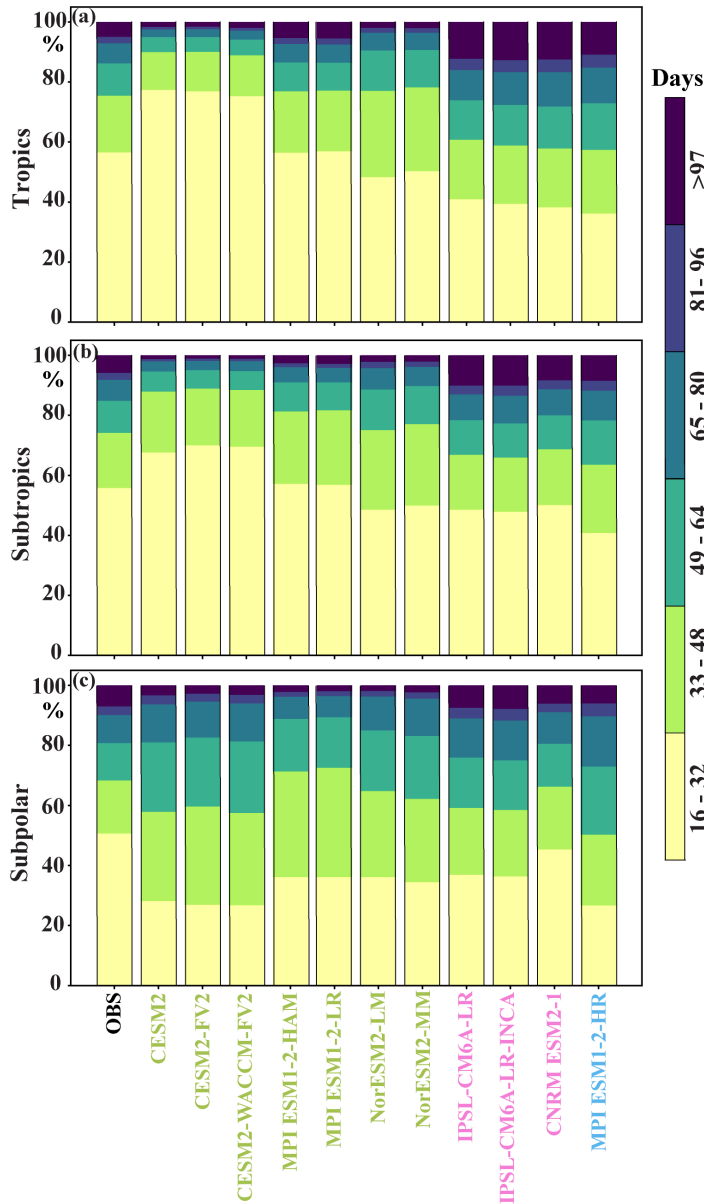 (a)
100
%
80
60
40
20
0
Tropics
(b)
100
%
80
60
40
20
0
Subtropics
(c)
100
%
80
60
40
20
0
Subpolar
OBS
CESM2
CESM2-FV2
CESM2-WACCM-FV2
MPI ESM1-2-HAM
MPI ESM1-2-LR
NorESM2-LM
NorESM2-MM
IPSL-CM6A-LR
IPSL-CM6A-LR-INCA
CNRM ESM2-1
MPI ESM1-2-HR
Days
>97
81- 96
65 - 80
49 - 64
33 - 48
16 - 32